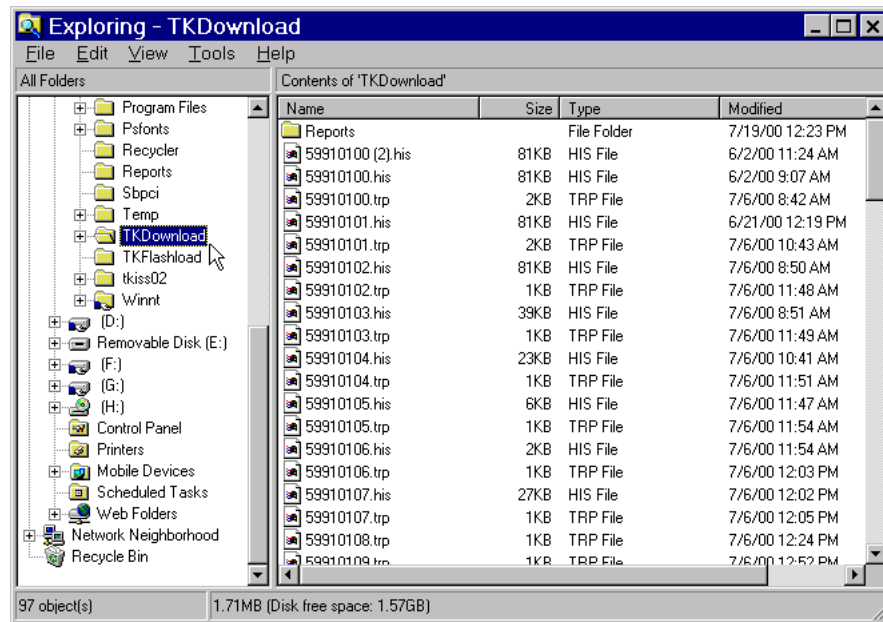 Exploring - TKDownload
File Edit View Tools Help
All Folders
Contents of 'TKDownload'
Program Files
Psfonts
Recycler
Reports
Sbpci
Temp
TKDownload
TKFlashload
tkiss02
Winnt
(D:)
Removable Disk (E:)
(F:)
(G:)
(H:)
Control Panel
Printers
Mobile Devices
Scheduled Tasks
Web Folders
Network Neighborhood
Recycle Bin
Name Size Type Modified
Reports File Folder 7/19/00 12:23 PM
59910100 (2).his 81KB HIS File 6/2/00 11:24 AM
59910100.his 81KB HIS File 6/2/00 9:07 AM
59910100.trp 2KB TRP File 7/6/00 8:42 AM
59910101.his 81KB HIS File 6/21/00 12:19 PM
59910101.trp 2KB TRP File 7/6/00 10:43 AM
59910102.his 81KB HIS File 7/6/00 8:50 AM
59910102.trp 1KB TRP File 7/6/00 11:48 AM
59910103.his 39KB HIS File 7/6/00 8:51 AM
59910103.trp 1KB TRP File 7/6/00 11:49 AM
59910104.his 23KB HIS File 7/6/00 10:41 AM
59910104.trp 1KB TRP File 7/6/00 11:51 AM
59910105.his 6KB HIS File 7/6/00 11:47 AM
59910105.trp 1KB TRP File 7/6/00 11:54 AM
59910106.his 2KB HIS File 7/6/00 11:54 AM
59910106.trp 1KB TRP File 7/6/00 12:03 PM
59910107.his 27KB HIS File 7/6/00 12:02 PM
59910107.trp 1KB TRP File 7/6/00 12:05 PM
59910108.trp 1KB TRP File 7/6/00 12:24 PM
59910109.trp 1KB TRP File 7/6/00 12:52 PM
97 object(s)
1.71MB (Disk free space: 1.57GB)